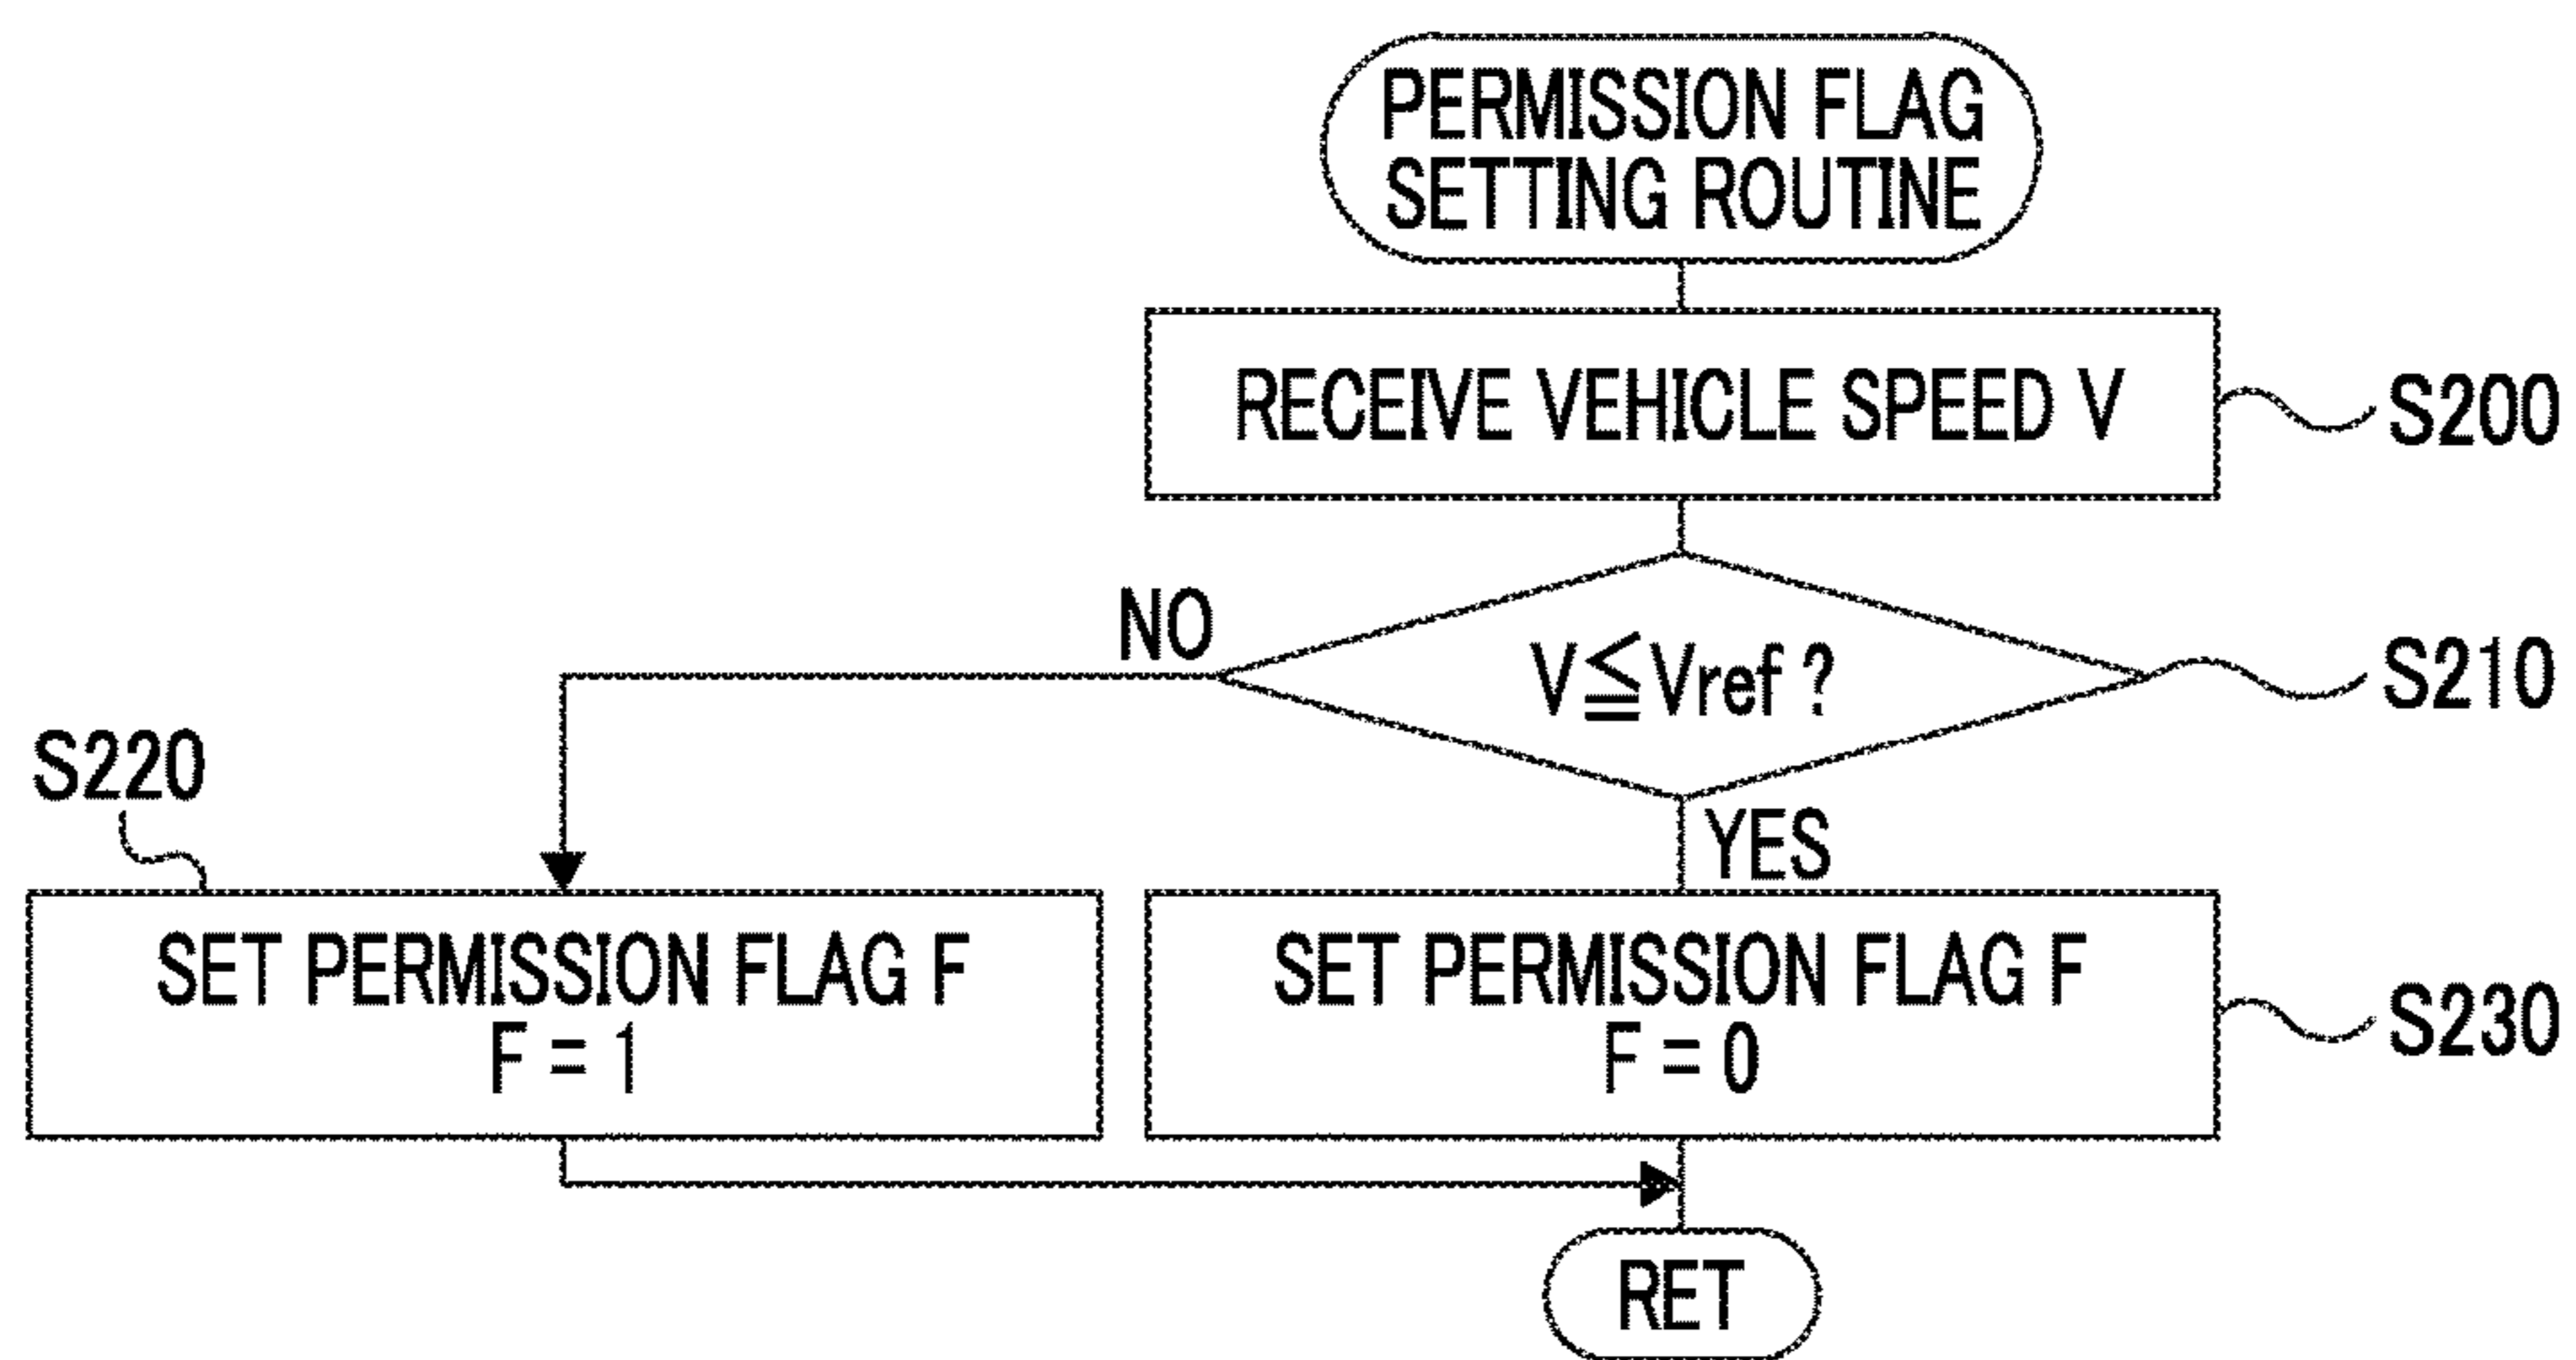 PERMISSION FLAG
SETTING ROUTINE
RECEIVE VEHICLE SPEED V
S200
NO
V≦Vref ?
S210
S220
YES
SET PERMISSION FLAG F
F = 1
SET PERMISSION FLAG F
F = 0
S230
RET